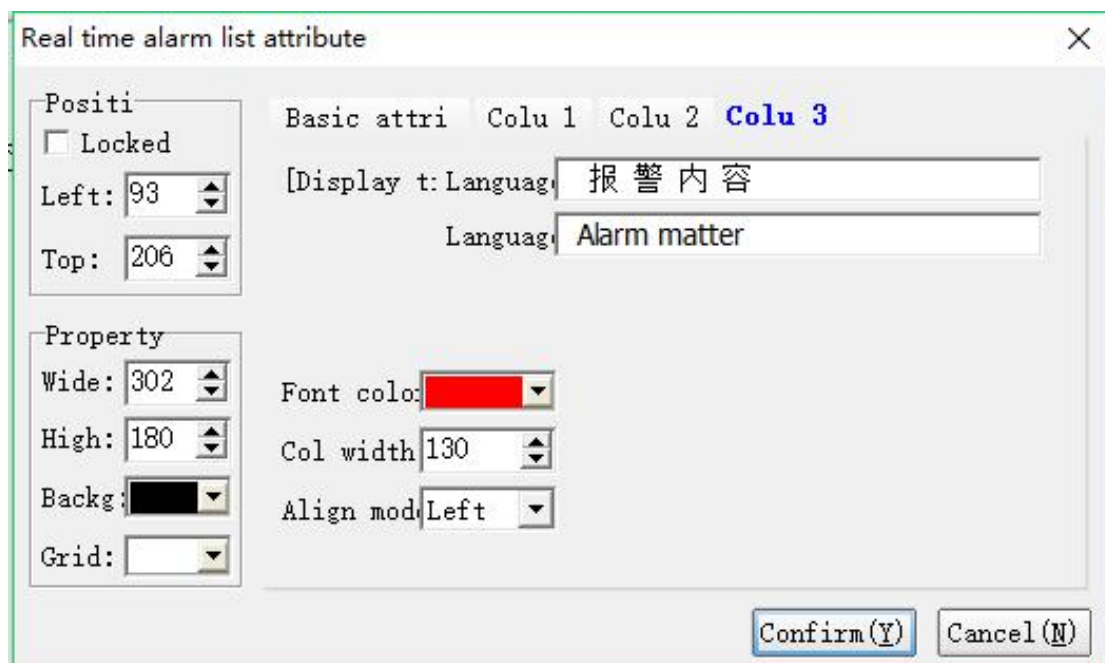 Real time alarm list attribute
Positi
Locked
Left: 93
Top: 206
Property
Wide: 302
High: 180
Backg:
Grid:
Basic attri Colu 1 Colu 2 Colu 3
[Display t: Languag 报警内容
Languag Alarm matter
Font colo:
Col width 130
Align mod Left
Confirm(Y) Cancel(N)